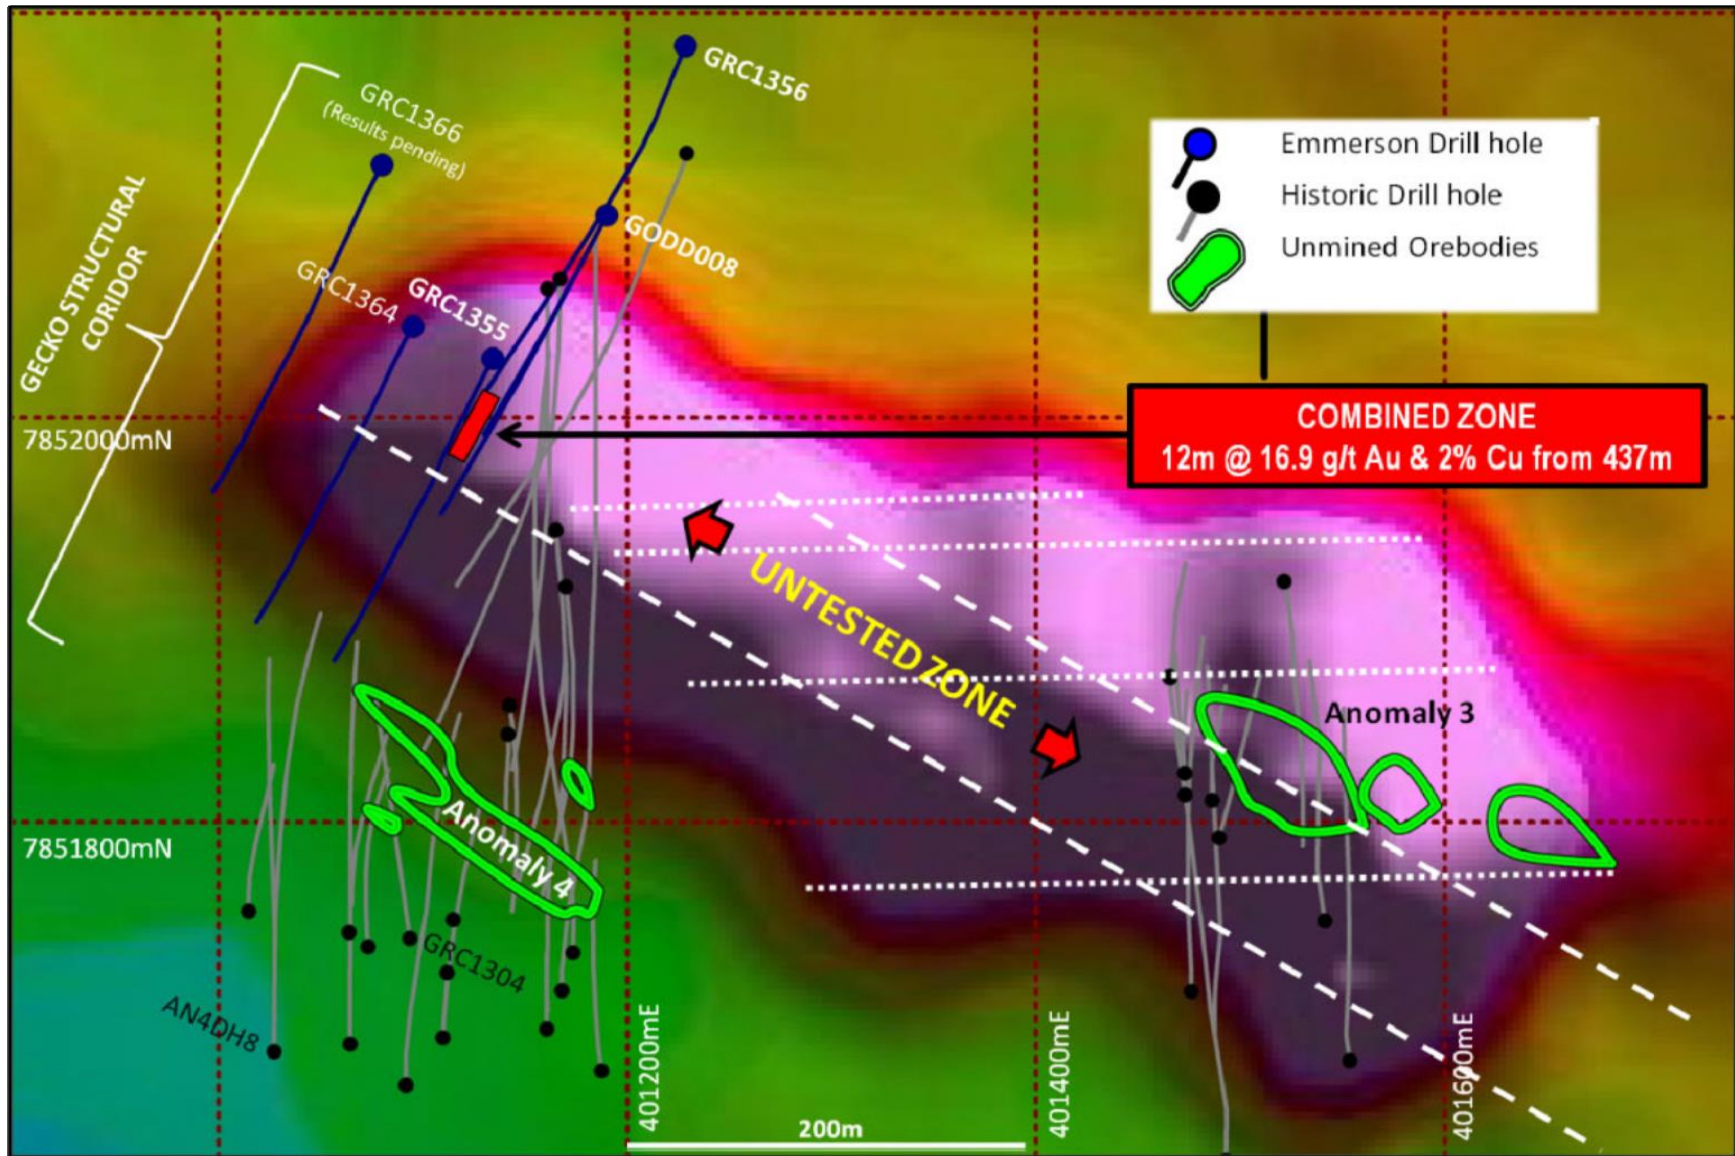 GRC1356
GRC1366
(Results pending)
GECKO STRUCTURAL
CORIDOR
GODD008
GRC1364
GRC1355
Emmerson Drill hole
Historic Drill hole
Unmined Orebodies
COMBINED ZONE
12m @ 16.9 g/t Au & 2% Cu from 437m
7852000mN
UNTESTED ZONE
Anomaly 3
7851800mN
Anomaly 4
GRC1304
AN4DH8
401200mE
401400mE
401600mE
200m